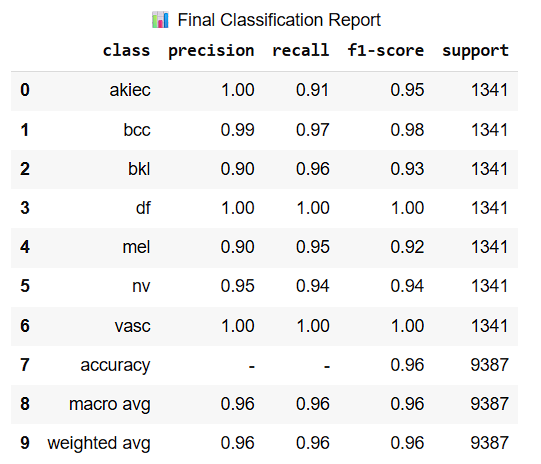 📊 Final Classification Report
class precision recall f1-score support
0 akiec 1.00 0.91 0.95 1341
1 bcc 0.99 0.97 0.98 1341
2 bkl 0.90 0.96 0.93 1341
3 df 1.00 1.00 1.00 1341
4 mel 0.90 0.95 0.92 1341
5 nv 0.95 0.94 0.94 1341
6 vasc 1.00 1.00 1.00 1341
7 accuracy - - 0.96 9387
8 macro avg 0.96 0.96 0.96 9387
9 weighted avg 0.96 0.96 0.96 9387